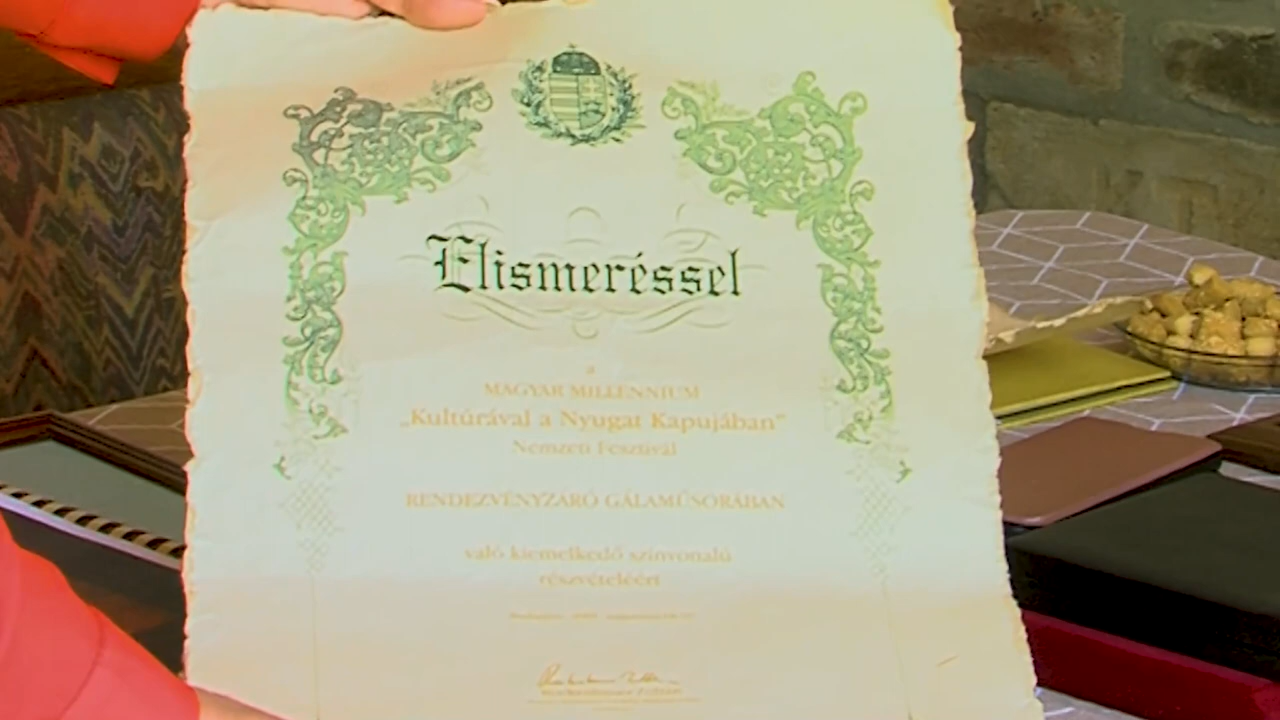 Elismeréssel
a
MAGYAR MILLENNIUM
„Kultúrával a Nyugat Kapujában”
Nemzeti Fesztivál
RENDEZVÉNYZÁRÓ GÁLAMŰSORÁBAN
való kiemelkedő színvonalú
részvételéért